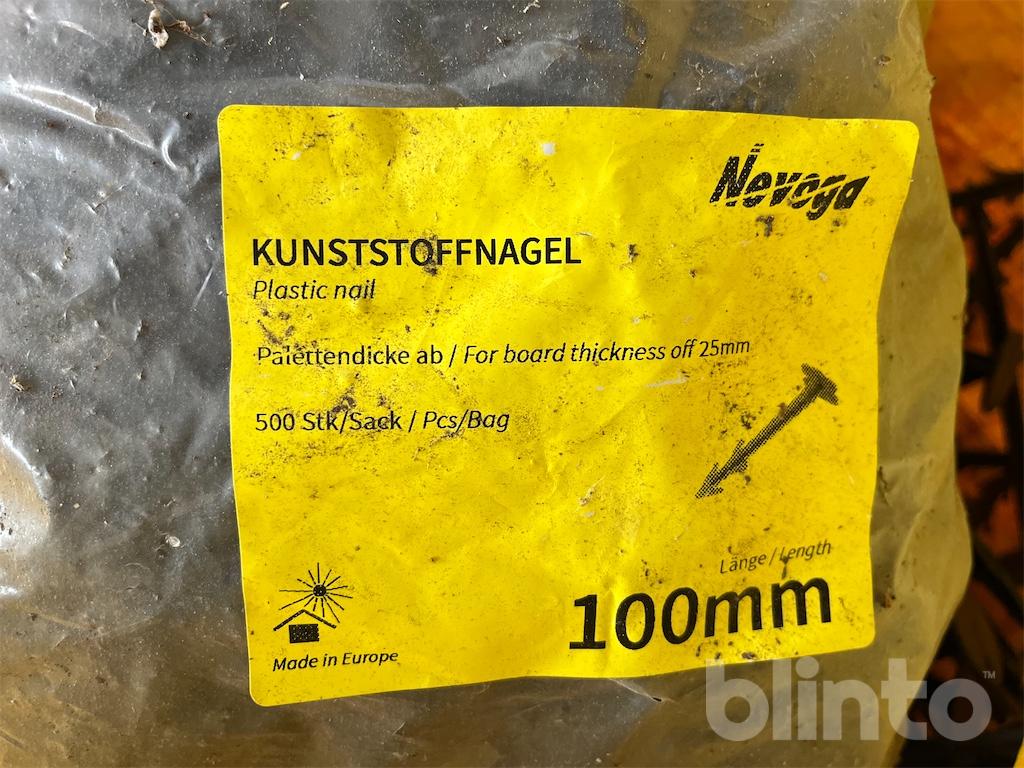 Nevoga
KUNSTSTOFFNAGEL
Plastic nail
Palettendicke ab / For board thickness off 25mm
500 Stk/Sack / Pcs/Bag
Länge / Length
100mm
Made in Europe
blinto™